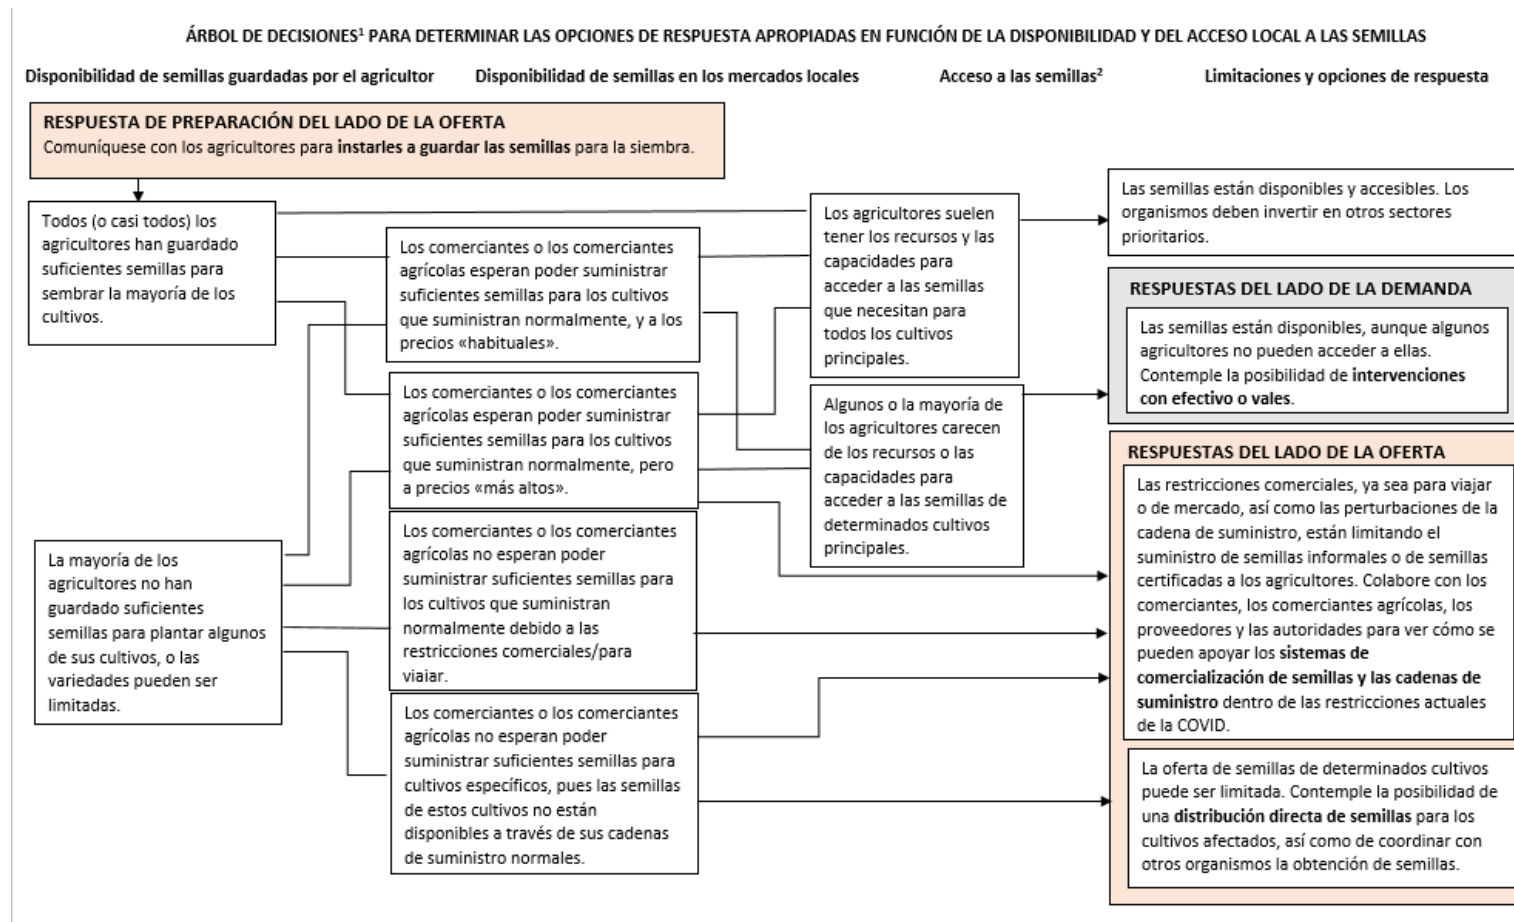 ÁRBOL DE DECISIONES¹ PARA DETERMINAR LAS OPCIONES DE RESPUESTA APROPIADAS EN FUNCIÓN DE LA DISPONIBILIDAD Y DEL ACCESO LOCAL A LAS SEMILLAS
Disponibilidad de semillas guardadas por el agricultor
Disponibilidad de semillas en los mercados locales
Acceso a las semillas²
Limitaciones y opciones de respuesta
RESPUESTA DE PREPARACIÓN DEL LADO DE LA OFERTA
Comuníquese con los agricultores para instarles a guardar las semillas para la siembra.
Todos (o casi todos) los
agricultores han guardado
suficientes semillas para
sembrar la mayoría de los
cultivos.
La mayoría de los
agricultores no han
guardado suficientes
semillas para plantar algunos
de sus cultivos, o las
variedades pueden ser
limitadas.
Los comerciantes o los comerciantes
agrícolas esperan poder suministrar
suficientes semillas para los cultivos
que suministran normalmente, y a los
precios «habituales».
Los comerciantes o los comerciantes
agrícolas esperan poder suministrar
suficientes semillas para los cultivos
que suministran normalmente, pero
a precios «más altos».
Los comerciantes o los comerciantes
agrícolas no esperan poder
suministrar suficientes semillas para
los cultivos que suministran
normalmente debido a las
restricciones comerciales/para
viaiar.
Los comerciantes o los comerciantes
agrícolas no esperan poder
suministrar suficientes semillas para
cultivos específicos, pues las semillas
de estos cultivos no están
disponibles a través de sus cadenas
de suministro normales.
Los agricultores suelen
tener los recursos y las
capacidades para
acceder a las semillas
que necesitan para
todos los cultivos
principales.
Algunos o la mayoría de
los agricultores carecen
de los recursos o las
capacidades para
acceder a las semillas de
determinados cultivos
principales.
Las semillas están disponibles y accesibles. Los
organismos deben invertir en otros sectores
prioritarios.
RESPUESTAS DEL LADO DE LA DEMANDA
Las semillas están disponibles, aunque algunos
agricultores no pueden acceder a ellas.
Contemple la posibilidad de intervenciones
con efectivo o vales.
RESPUESTAS DEL LADO DE LA OFERTA
Las restricciones comerciales, ya sea para viajar
o de mercado, así como las perturbaciones de la
cadena de suministro, están limitando el
suministro de semillas informales o de semillas
certificadas a los agricultores. Colabore con los
comerciantes, los comerciantes agrícolas, los
proveedores y las autoridades para ver cómo se
pueden apoyar los sistemas de
comercialización de semillas y las cadenas de
suministro dentro de las restricciones actuales
de la COVID.
La oferta de semillas de determinados cultivos
puede ser limitada. Contemple la posibilidad de
una distribución directa de semillas para los
cultivos afectados, así como de coordinar con
otros organismos la obtención de semillas.